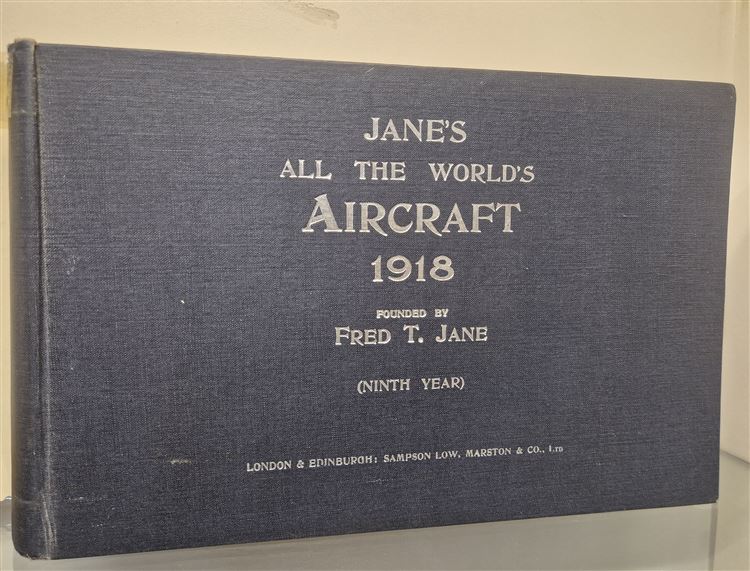 JANE'S
ALL THE WORLD'S
AIRCRAFT
1918
FOUNDED BY
FRED T. JANE
(NINTH YEAR)
LONDON & EDINBURGH: SAMPSON LOW, MARSTON & CO., LTD